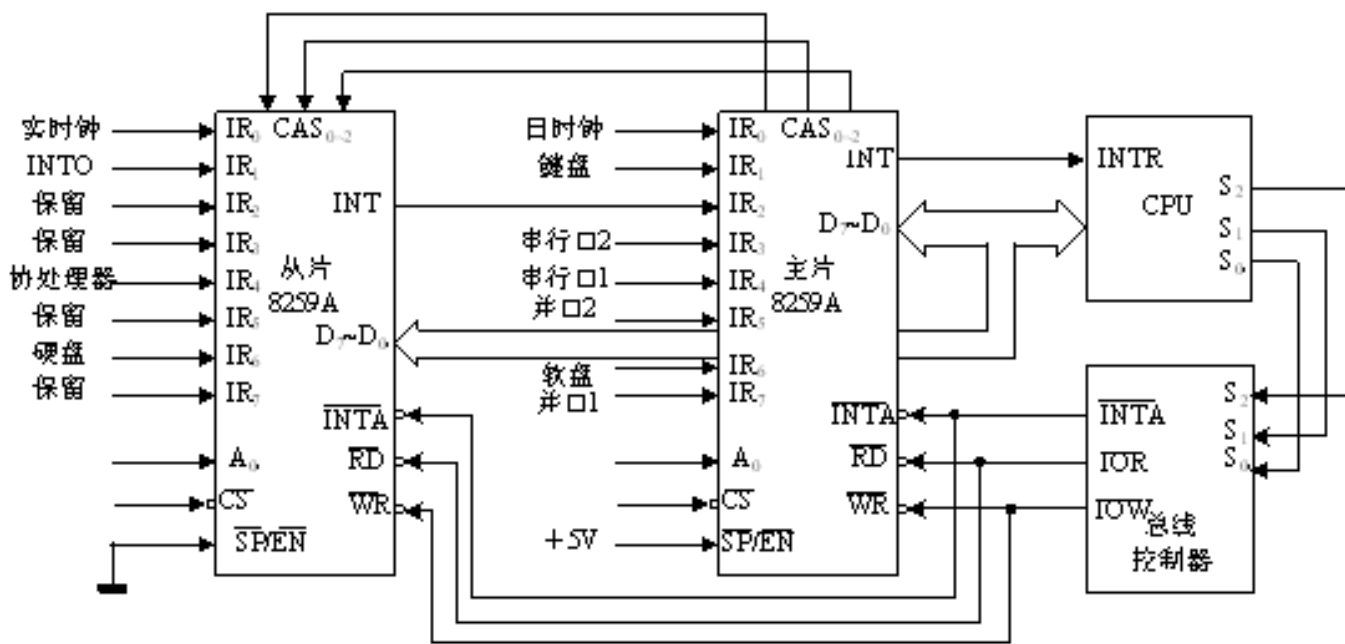 实时钟
INTO
保留
保留
协处理器
保留
硬盘
保留
IR₀ CAS₀~₂
IR₁
IR₂ INT
IR₃
IR₄
IR₅
IR₆
IR₇
从片
8259A
D₇~D₀
INTA
RD
WR
A₀
CS
SP/EN
日时钟
键盘
串行口2
串行口1
并口2
软盘
并口1
+5V
IR₀ CAS₀~₂
IR₁ INT
IR₂
IR₃
IR₄
IR₅
IR₆
IR₇
D₇~D₀
主片
8259A
INTA
RD
WR
A₀
CS
SP/EN
INTR
CPU
S₂
S₁
S₀
INTA
IOR
IOW
S₂
S₁
S₀
总线
控制器